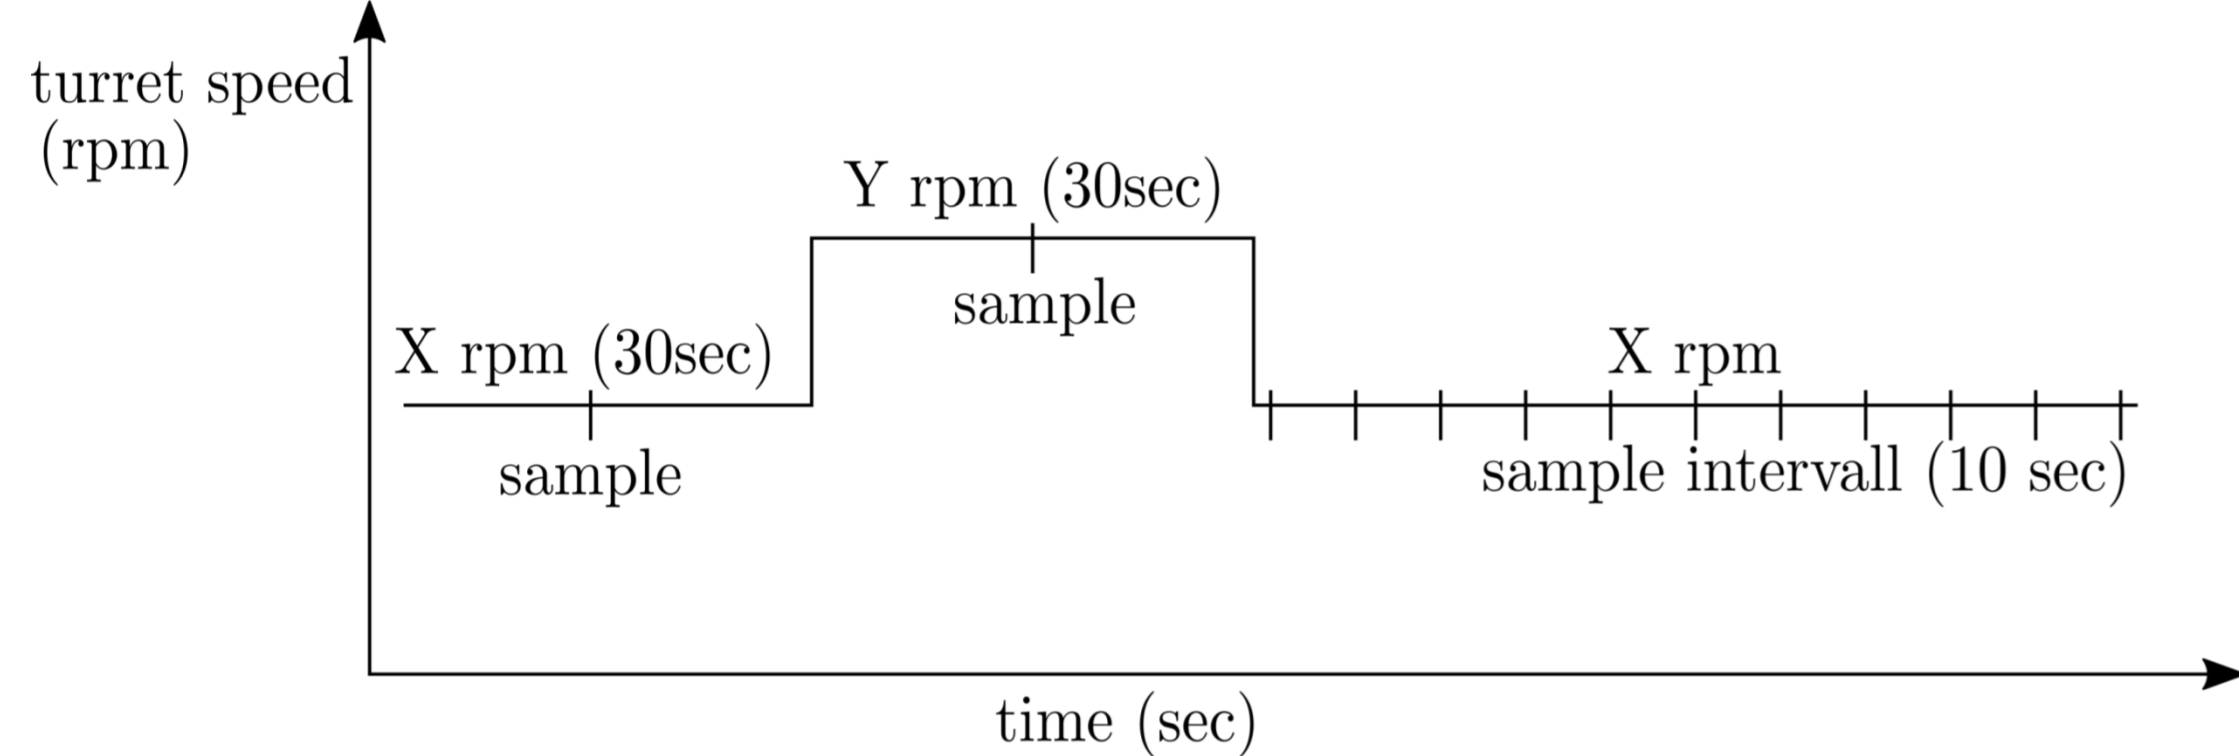 turret speed
(rpm)
Y rpm (30sec)
sample
X rpm (30sec)
sample
X rpm
sample intervall (10 sec)
time (sec)